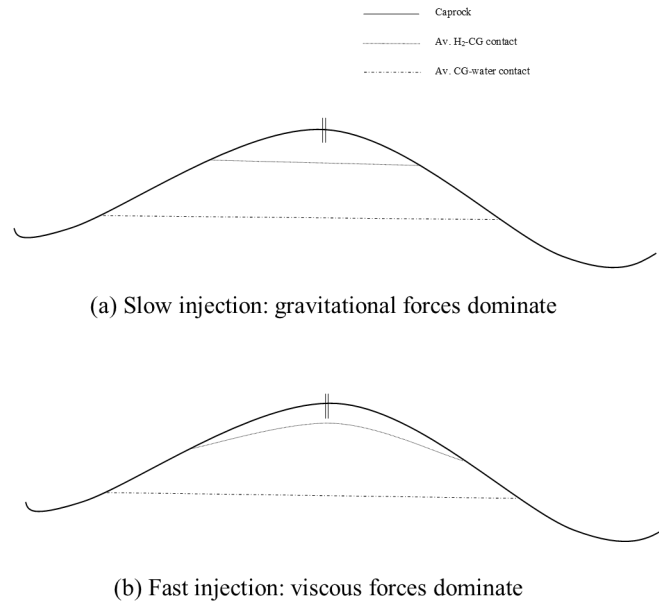 Caprock
Av. H₂-CG contact
Av. CG-water contact
(a) Slow injection: gravitational forces dominate
(b) Fast injection: viscous forces dominate